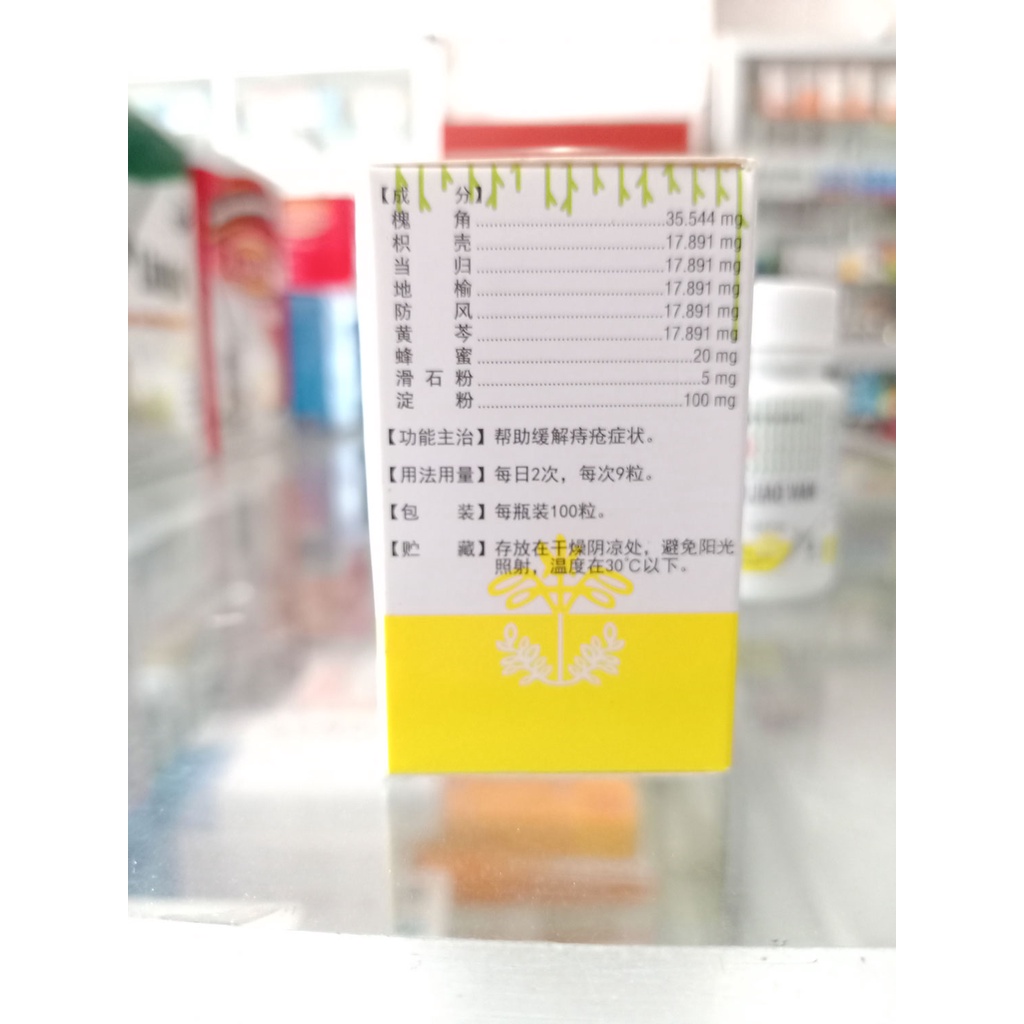 【成 分】
槐 角 35.544 mg
枳 壳 17.891 mg
当 归 17.891 mg
地 榆 17.891 mg
防 风 17.891 mg
黄 芩 17.891 mg
蜂 蜜 20 mg
滑 石 粉 5 mg
淀 粉 100 mg
【功能主治】帮助缓解痔疮症状。
【用法用量】每日2次，每次9粒。
【包 装】每瓶装100粒。
【贮 藏】存放在干燥阴凉处，避免阳光
照射，温度在30℃以下。